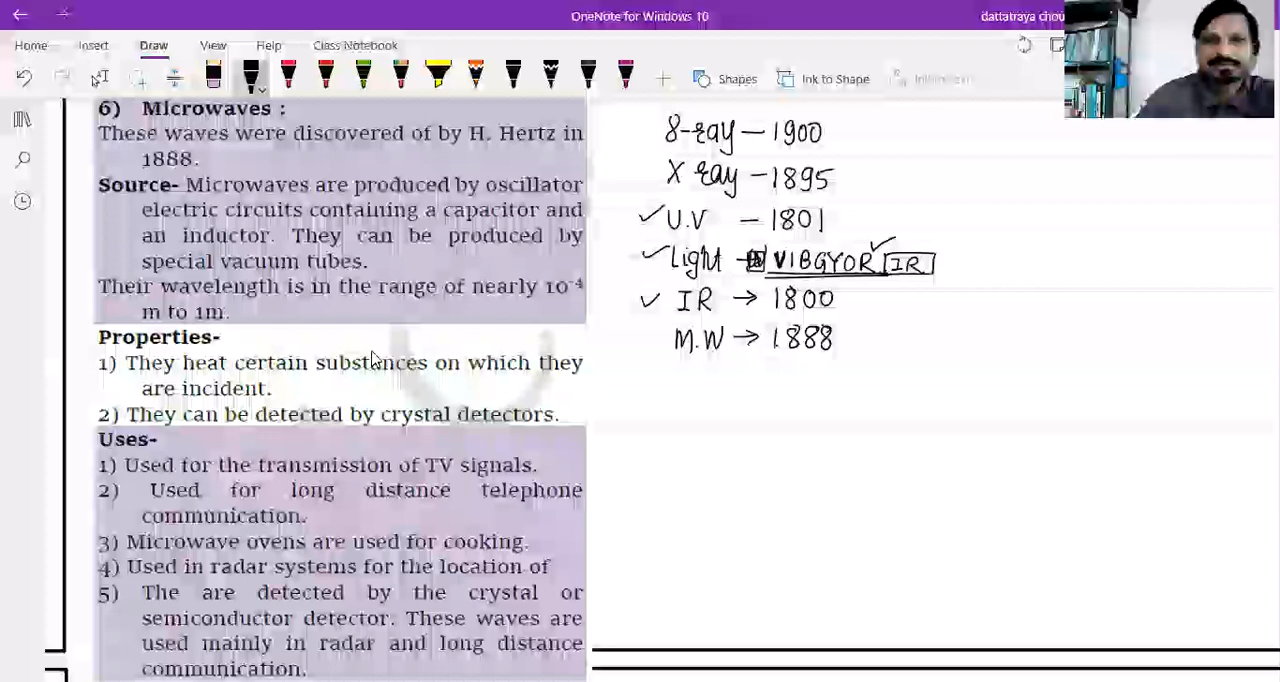 OneNote for Windows 10
dattatraya chou
Home Insert Draw View Help Class Notebook
Shapes Ink to Shape
6) Microwaves :
These waves were discovered of by H. Hertz in
1888.
Source- Microwaves are produced by oscillator
electric circuits containing a capacitor and
an inductor. They can be produced by
special vacuum tubes.
Their wavelength is in the range of nearly 10⁻⁴
m to 1m.
Properties-
1) They heat certain substances on which they
are incident.
2) They can be detected by crystal detectors.
Uses-
1) Used for the transmission of TV signals.
2) Used for long distance telephone
communication.
3) Microwave ovens are used for cooking.
4) Used in radar systems for the location of
5) The are detected by the crystal or
semiconductor detector. These waves are
used mainly in radar and long distance
communication.
8-ray — 1900
X ray — 1895
✓ U.V — 1801
✓ Light — VIBGYOR ✓ IR
✓ IR → 1800
M.W → 1888